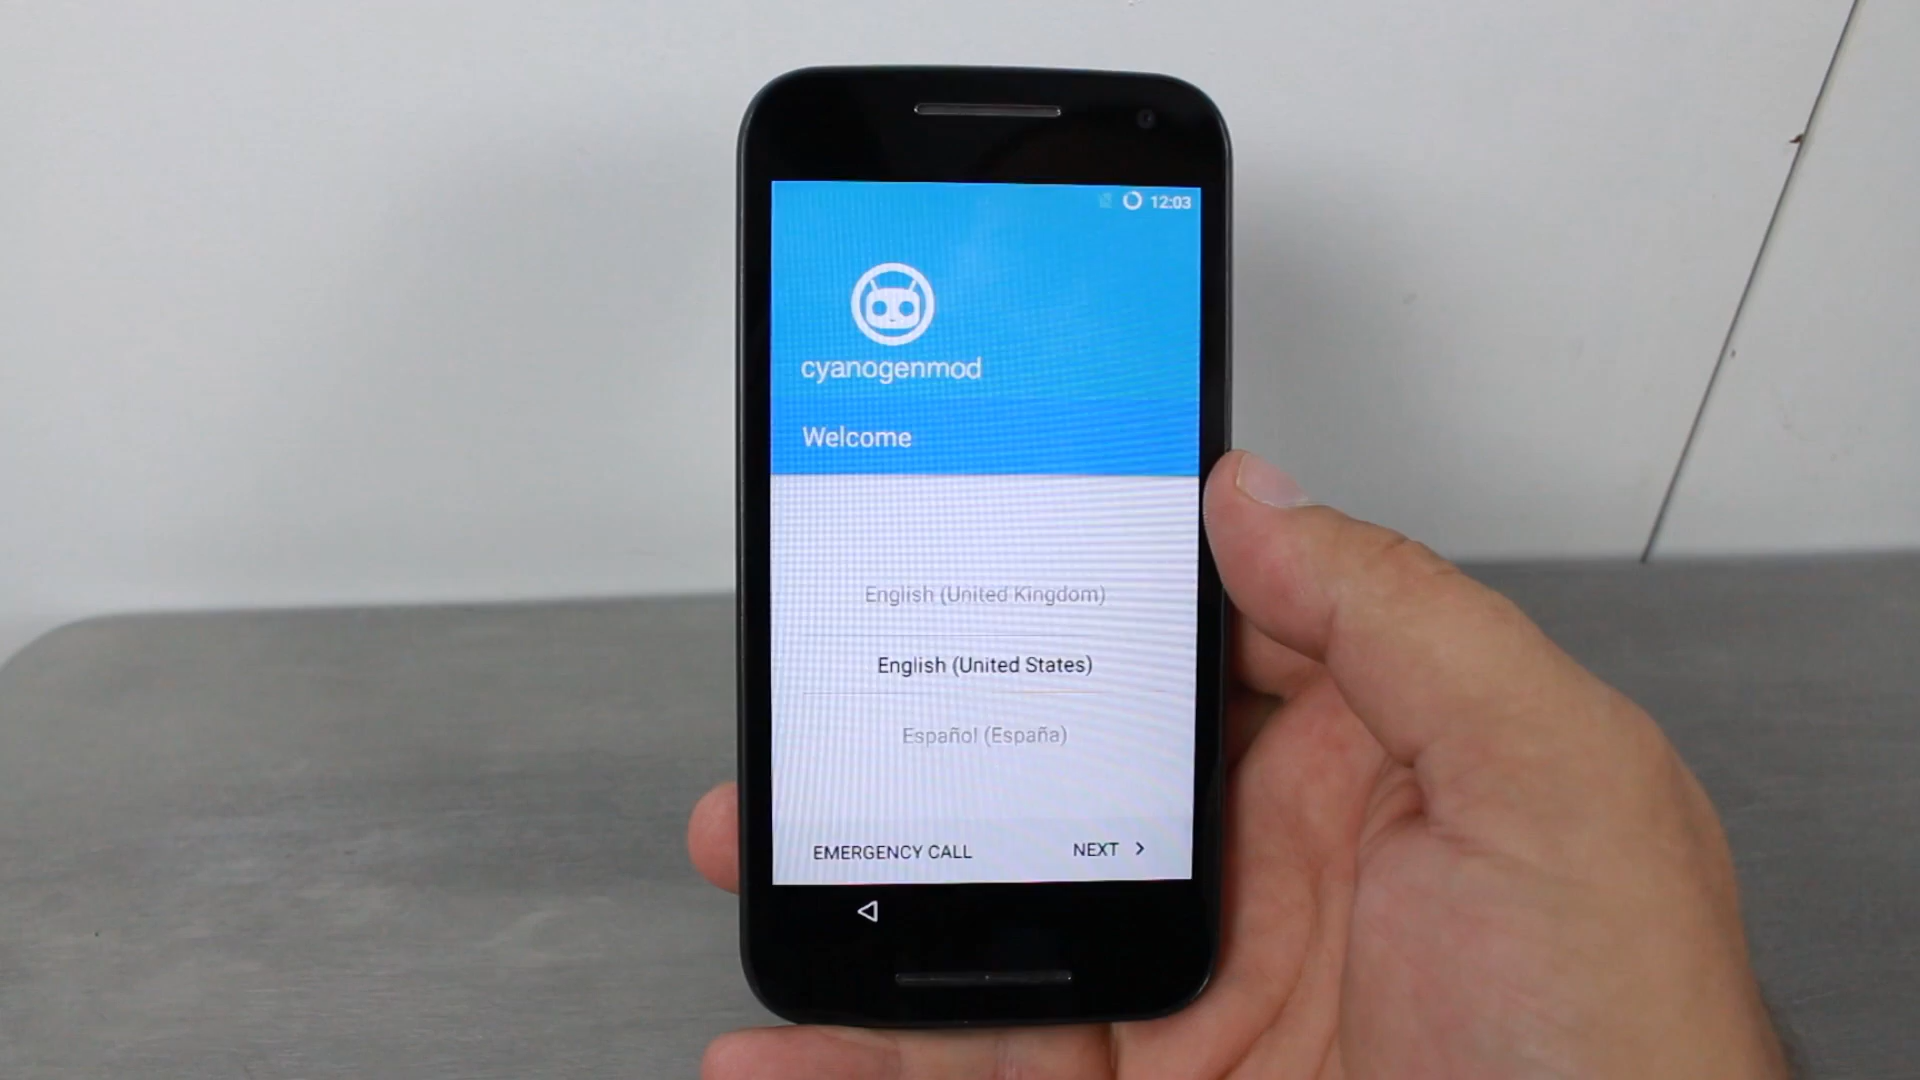 12:03
cyanogenmod
Welcome
English (United Kingdom)
English (United States)
Español (España)
EMERGENCY CALL
NEXT